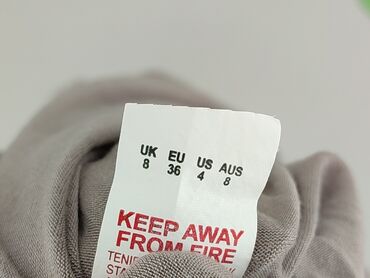 UK EU US AUS
8 36 4 8
KEEP AWAY
FROM FIRE